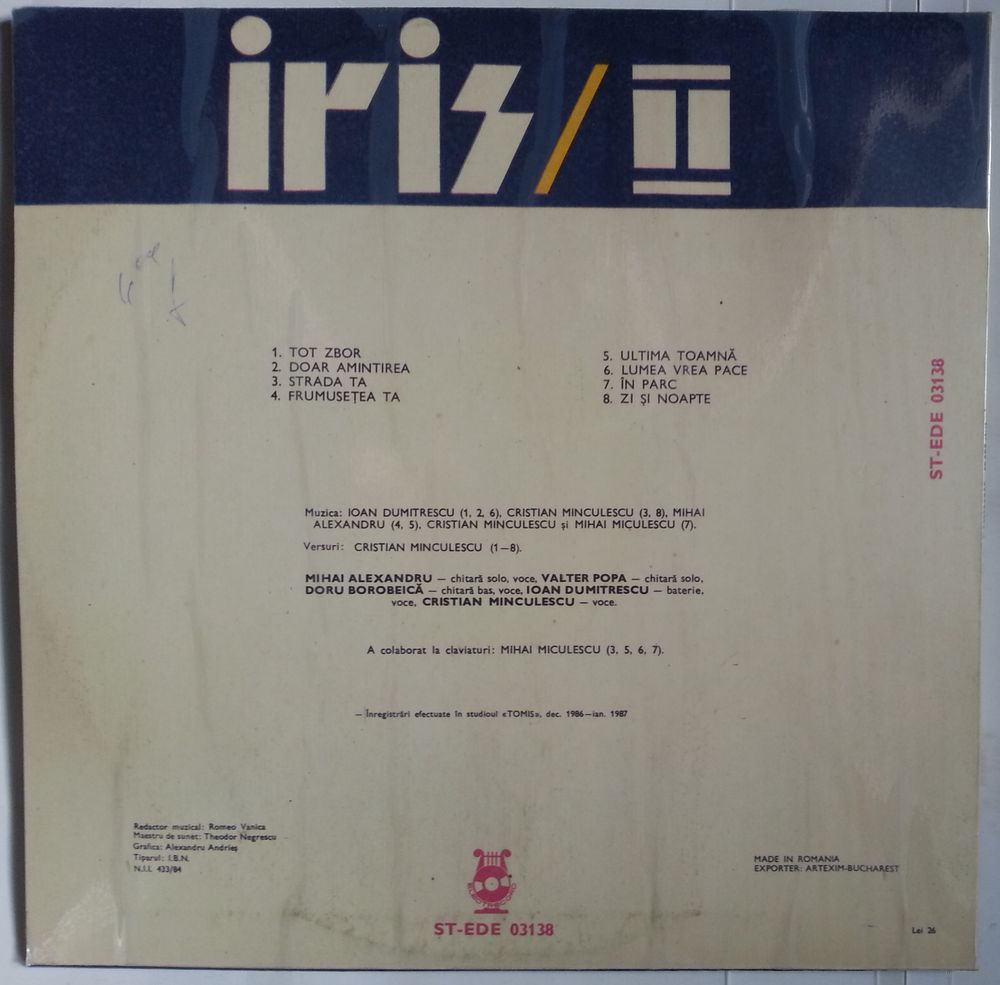 iris / II
1. TOT ZBOR
2. DOAR AMINTIREA
3. STRADA TA
4. FRUMUSEȚEA TA
5. ULTIMA TOAMNĂ
6. LUMEA VREA PACE
7. ÎN PARC
8. ZI ȘI NOAPTE
ST-EDE 03138
Muzica: IOAN DUMITRESCU (1, 2, 6), CRISTIAN MINCULESCU (3, 8), MIHAI
ALEXANDRU (4, 5), CRISTIAN MINCULESCU și MIHAI MICULESCU (7).
Versuri: CRISTIAN MINCULESCU (1—8).
MIHAI ALEXANDRU — chitară solo, voce, VALTER POPA — chitară solo,
DORU BOROBEICĂ — chitară bas, voce, IOAN DUMITRESCU — baterie,
voce, CRISTIAN MINCULESCU — voce.
A colaborat la claviaturi: MIHAI MICULESCU (3, 5, 6, 7).
— Înregistrări efectuate în studioul «TOMIS», dec. 1986—ian. 1987
Redactor muzical: Romeo Vanica
Maestru de sunet: Theodor Negrescu
Grafica: Alexandru Andrieș
Tiparul: I.B.N.
N.I.I. 433/84
ELECTRECORD
ST-EDE 03138
MADE IN ROMANIA
EXPORTER: ARTEXIM-BUCHAREST
Lei 26